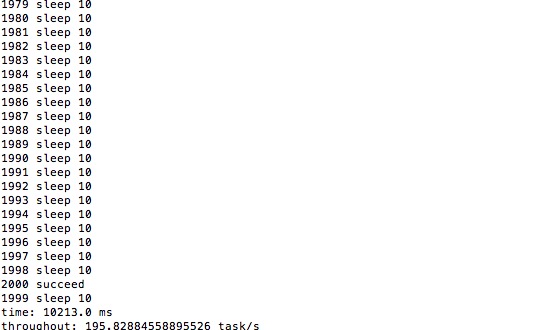 1979 sleep 10
1980 sleep 10
1981 sleep 10
1982 sleep 10
1983 sleep 10
1984 sleep 10
1985 sleep 10
1986 sleep 10
1987 sleep 10
1988 sleep 10
1989 sleep 10
1990 sleep 10
1991 sleep 10
1992 sleep 10
1993 sleep 10
1994 sleep 10
1995 sleep 10
1996 sleep 10
1997 sleep 10
1998 sleep 10
2000 succeed
1999 sleep 10
time: 10213.0 ms
throughout: 195.82884558895526 task/s